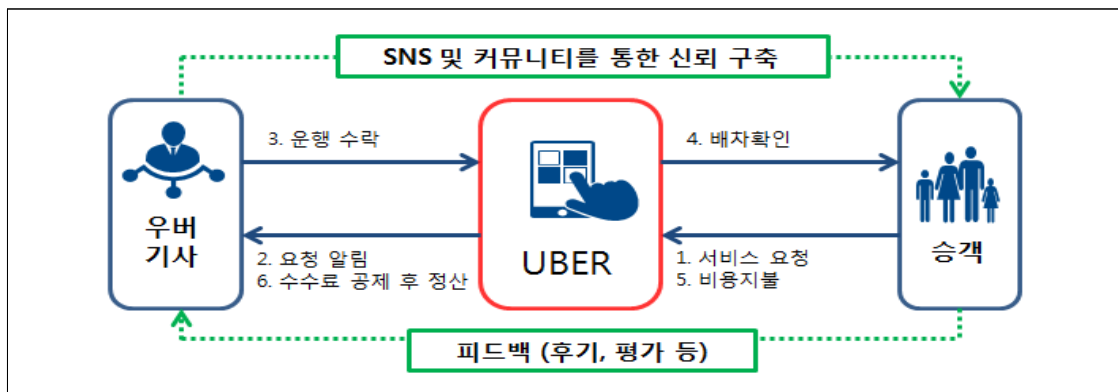 SNS 및 커뮤니티를 통한 신뢰 구축
3. 운행 수락
4. 배차확인
우버
기사
UBER
승객
2. 요청 알림
6. 수수료 공제 후 정산
1. 서비스 요청
5. 비용지불
피드백 (후기, 평가 등)